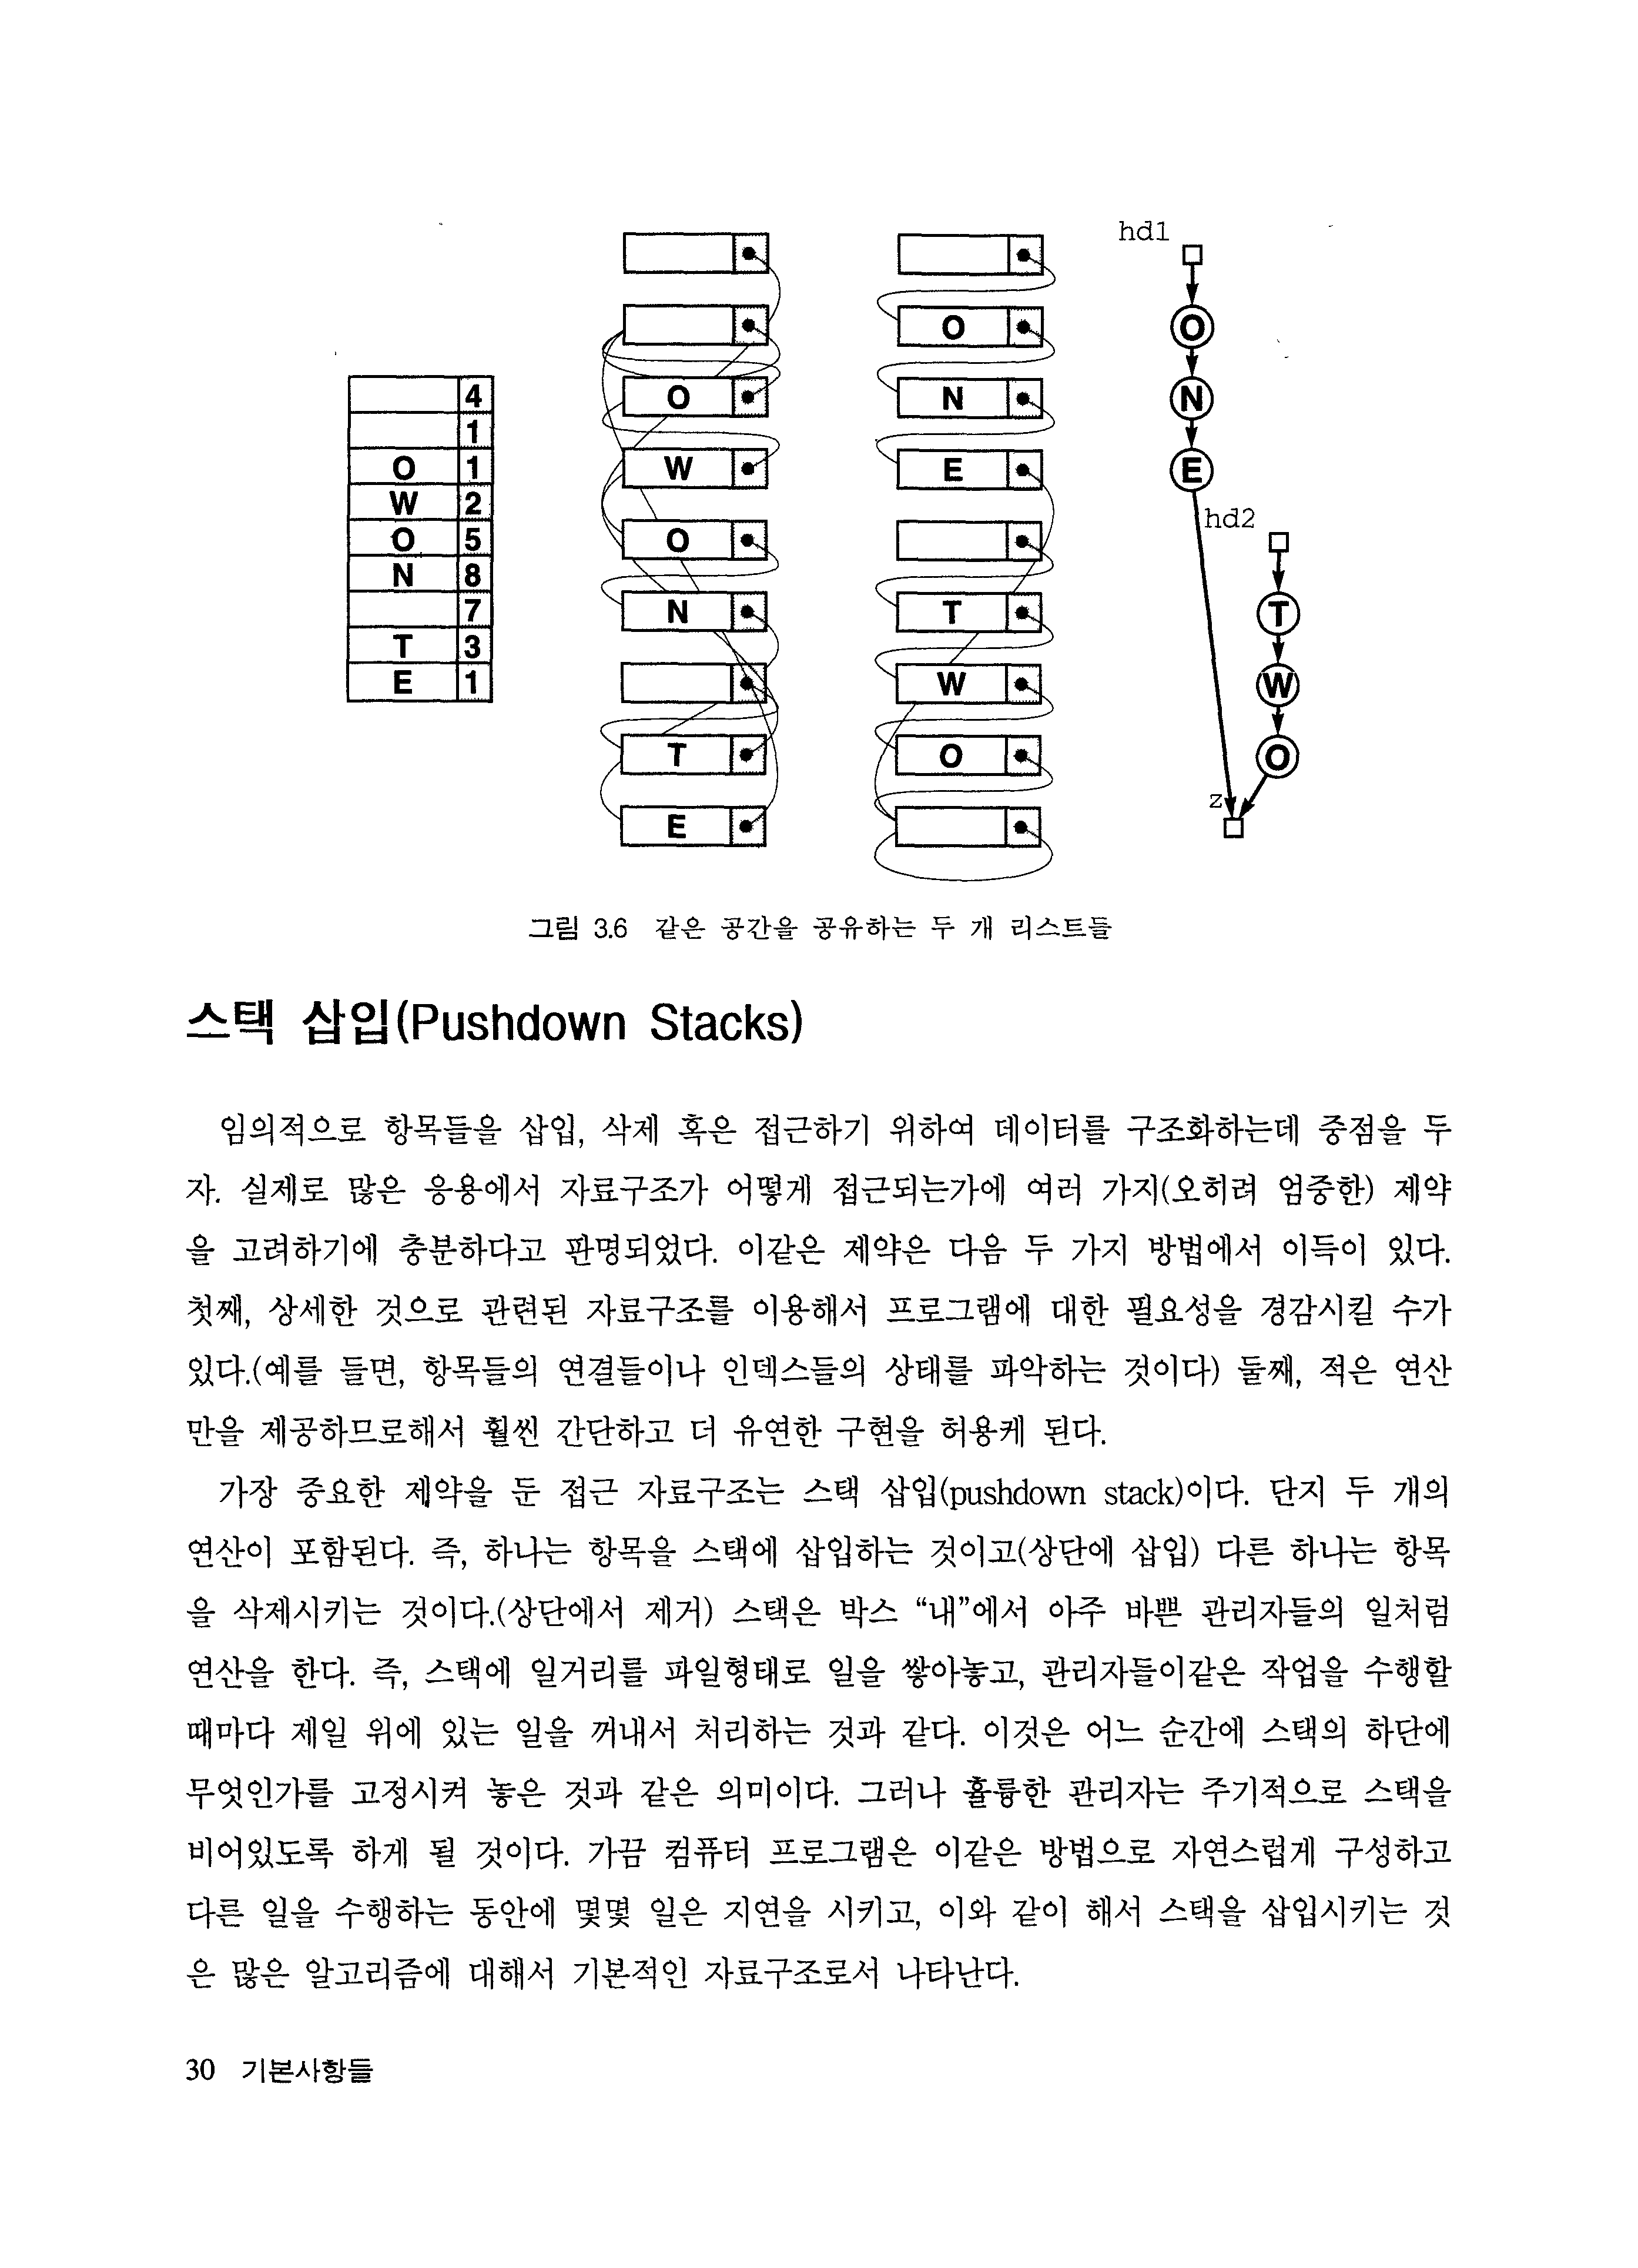 4
1
O 1
W 2
O 5
N 8
7
T 3
E 1
O
W
O
N
T
E
O
N
E
T
W
O
hd1
O
N
E
hd2
T
W
O
z
그림 3.6 같은 공간을 공유하는 두 개 리스트들
스택 삽입(Pushdown Stacks)
임의적으로 항목들을 삽입, 삭제 혹은 접근하기 위하여 데이터를 구조화하는데 중점을 두
자. 실제로 많은 응용에서 자료구조가 어떻게 접근되는가에 여러 가지(오히려 엄중한) 제약
을 고려하기에 충분하다고 판명되었다. 이같은 제약은 다음 두 가지 방법에서 이득이 있다.
첫째, 상세한 것으로 관련된 자료구조를 이용해서 프로그램에 대한 필요성을 경감시킬 수가
있다.(예를 들면, 항목들의 연결들이나 인덱스들의 상태를 파악하는 것이다) 둘째, 적은 연산
만을 제공하므로해서 훨씬 간단하고 더 유연한 구현을 허용케 된다.
가장 중요한 제약을 둔 접근 자료구조는 스택 삽입(pushdown stack)이다. 단지 두 개의
연산이 포함된다. 즉, 하나는 항목을 스택에 삽입하는 것이고(상단에 삽입) 다른 하나는 항목
을 삭제시키는 것이다.(상단에서 제거) 스택은 박스 “내”에서 아주 바쁜 관리자들의 일처럼
연산을 한다. 즉, 스택에 일거리를 파일형태로 일을 쌓아놓고, 관리자들이같은 작업을 수행할
때마다 제일 위에 있는 일을 꺼내서 처리하는 것과 같다. 이것은 어느 순간에 스택의 하단에
무엇인가를 고정시켜 놓은 것과 같은 의미이다. 그러나 휼륭한 관리자는 주기적으로 스택을
비어있도록 하게 될 것이다. 가끔 컴퓨터 프로그램은 이같은 방법으로 자연스럽게 구성하고
다른 일을 수행하는 동안에 몇몇 일은 지연을 시키고, 이와 같이 해서 스택을 삽입시키는 것
은 많은 알고리즘에 대해서 기본적인 자료구조로서 나타난다.
30 기본사항들